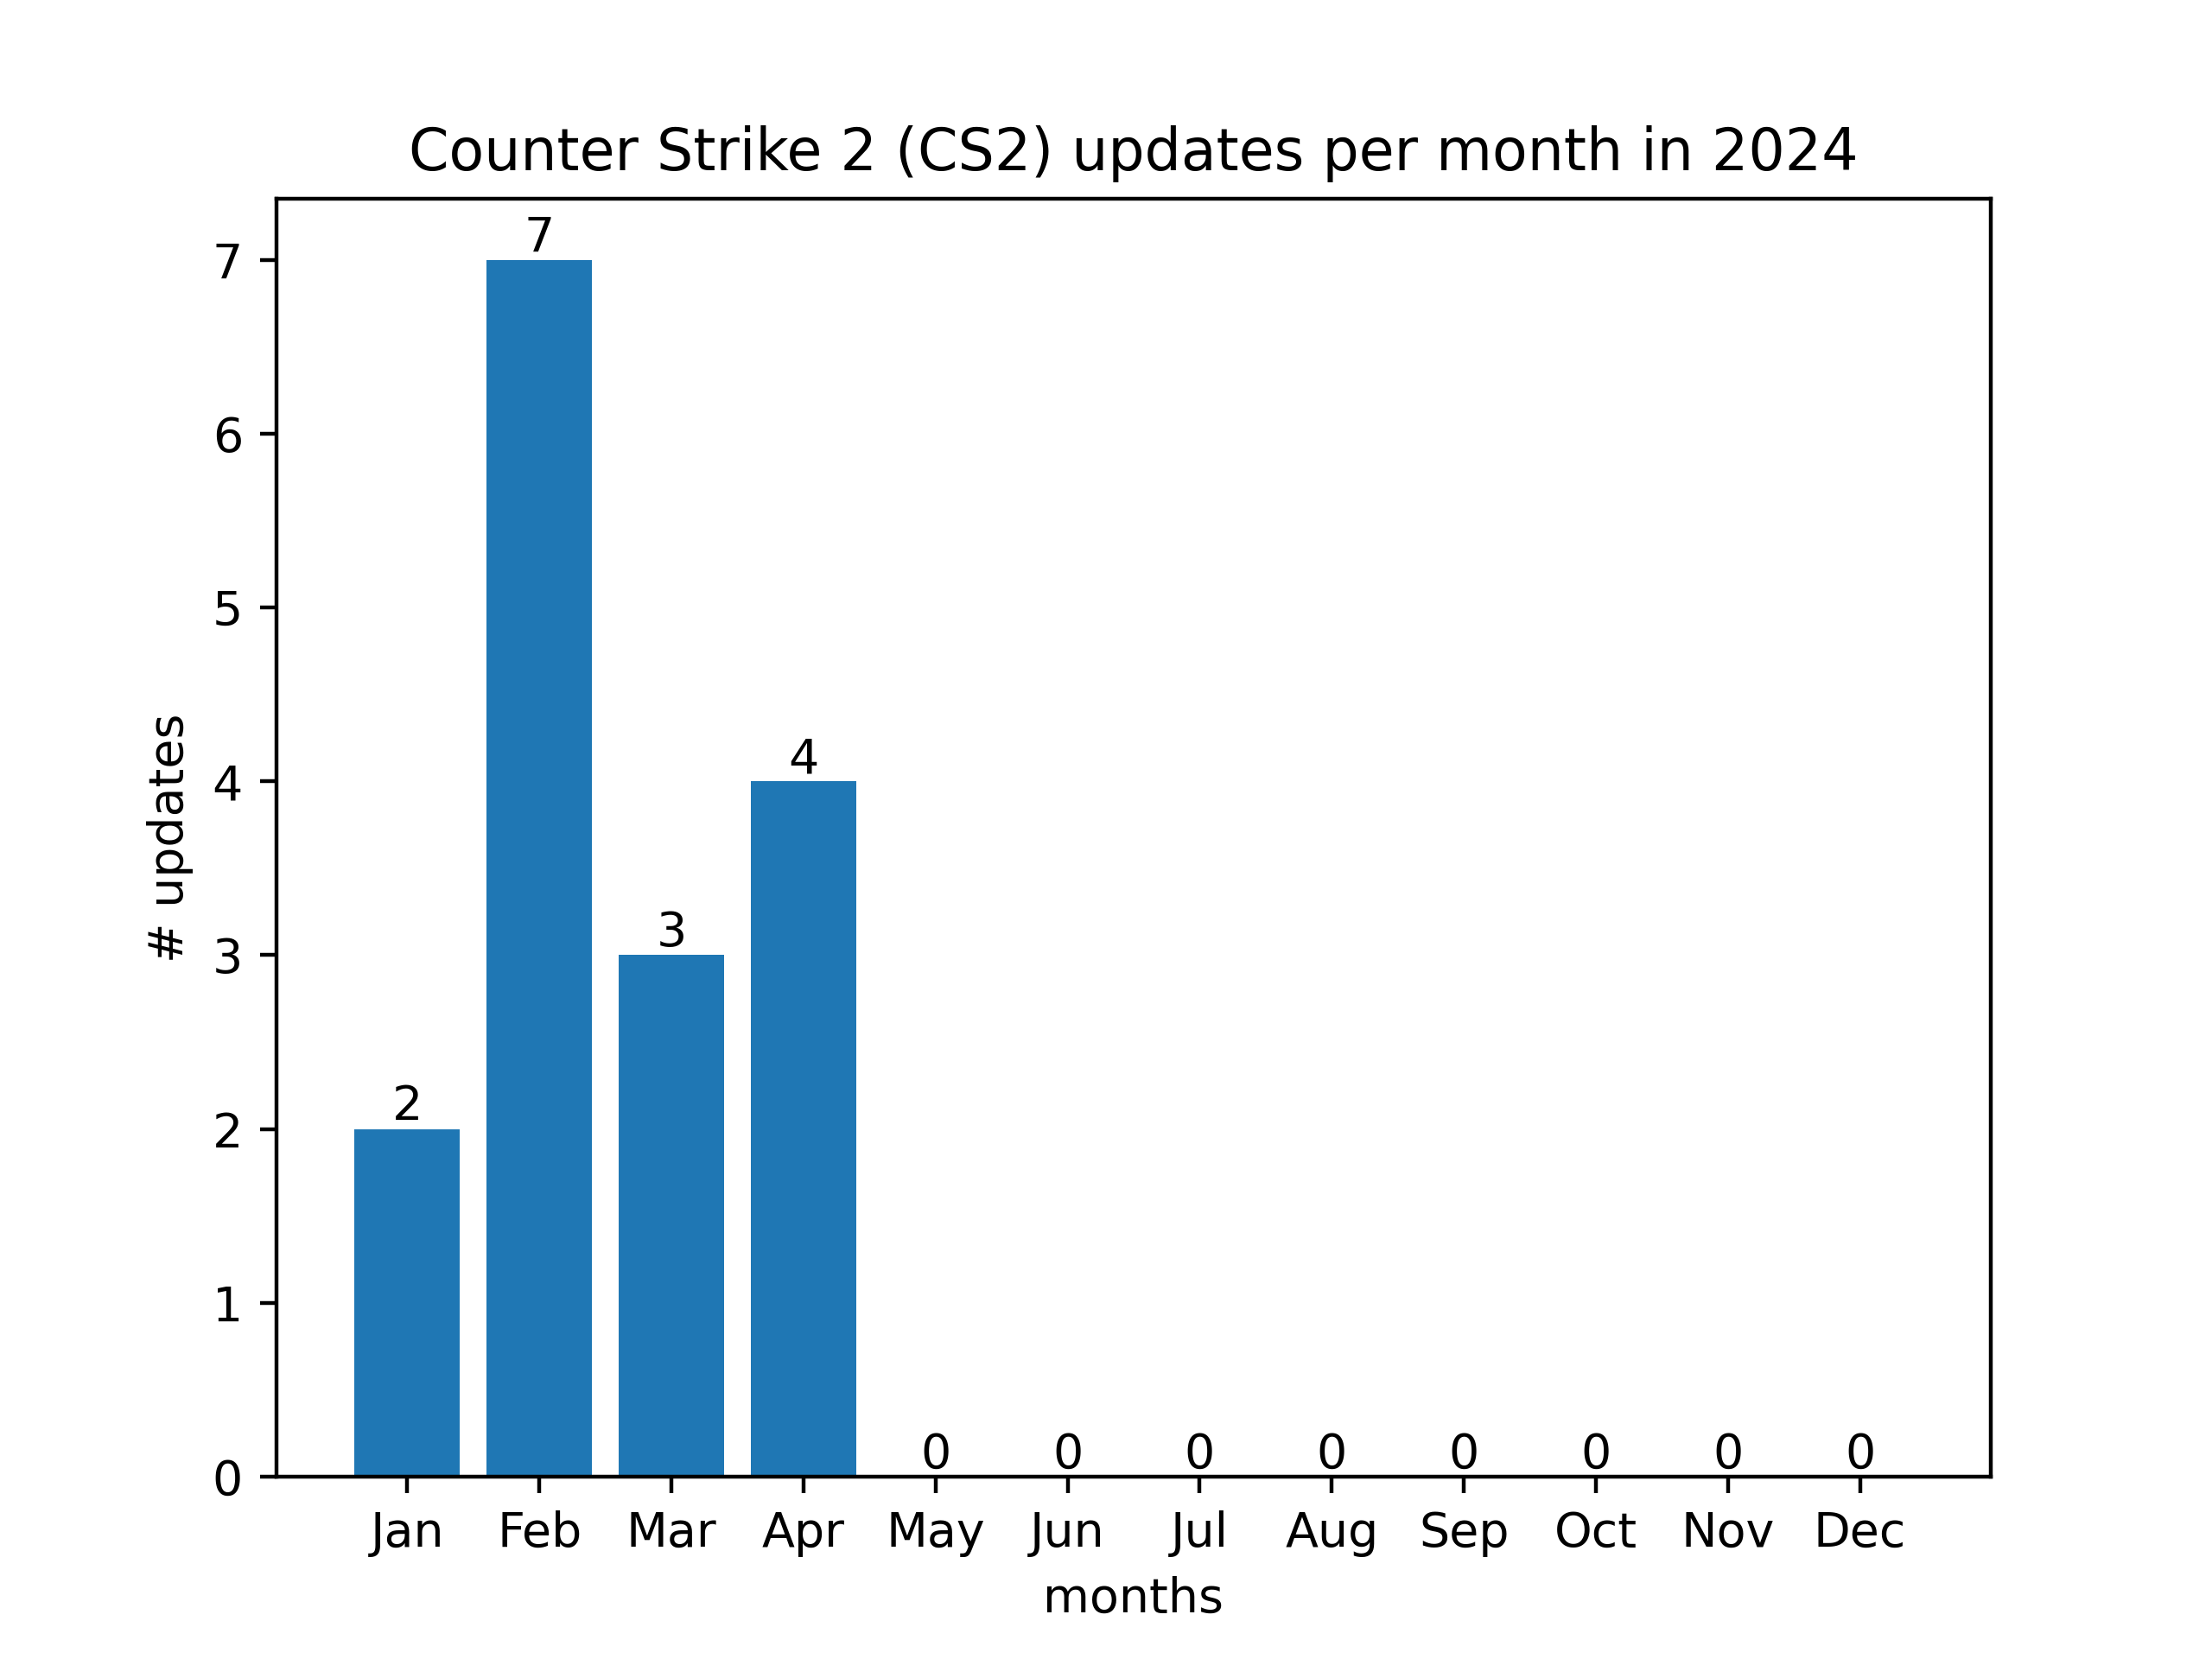 Counter Strike 2 (CS2) updates per month in 2024
# updates
7
6
5
4
3
2
1
0
2
7
3
4
0 0 0 0 0 0 0 0
Jan Feb Mar Apr May Jun Jul Aug Sep Oct Nov Dec
months